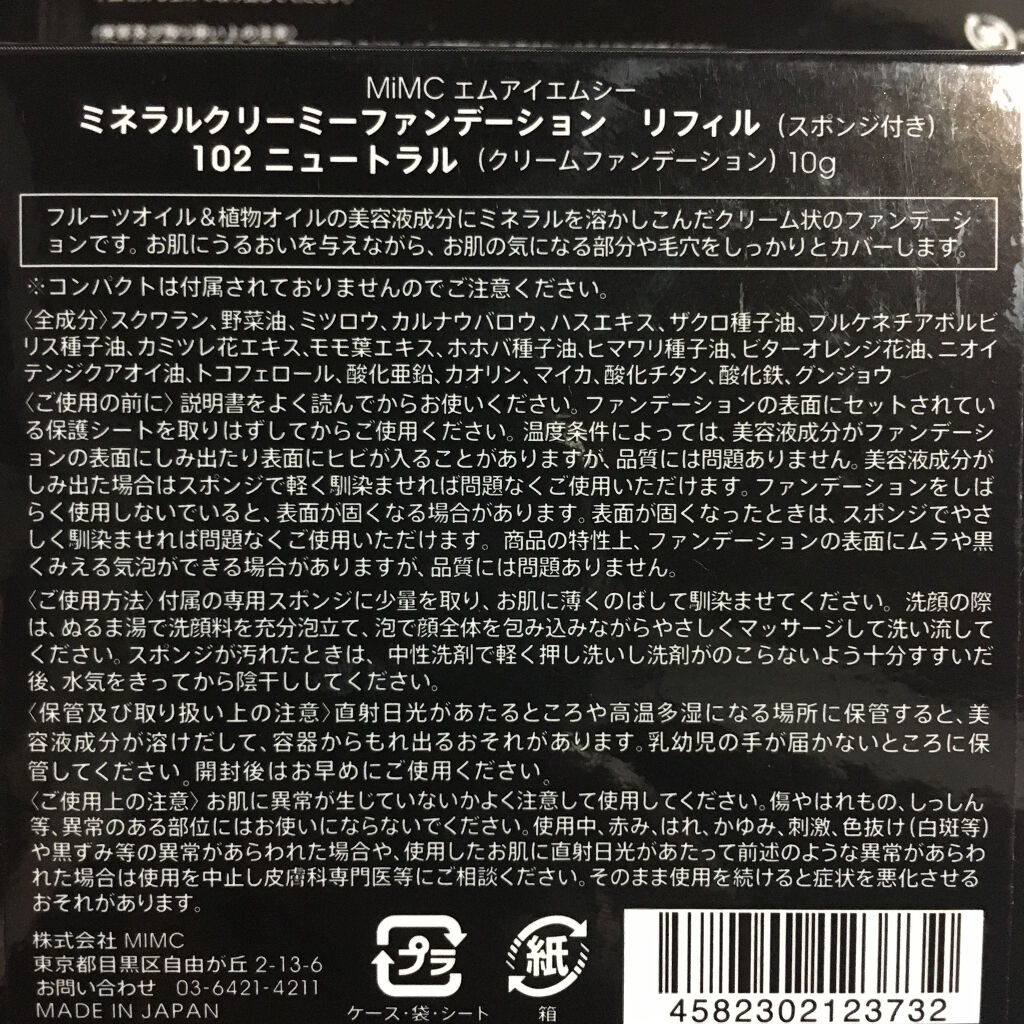 MiMC エムアイエムシー
ミネラルクリーミーファンデーション リフィル (スポンジ付き)
102 ニュートラル (クリームファンデーション) 10g
フルーツオイル＆植物オイルの美容液成分にミネラルを溶かしこんだクリーム状のファンデーシ
ョンです。お肌にうるおいを与えながら、お肌の気になる部分や毛穴をしっかりとカバーします。
※コンパクトは付属されておりませんのでご注意ください。
〈全成分〉スクワラン、野菜油、ミツロウ、カルナウバロウ、ハスエキス、ザクロ種子油、プルケネチアボルビ
リス種子油、カミツレ花エキス、モモ葉エキス、ホホバ種子油、ヒマワリ種子油、ビターオレンジ花油、ニオイ
テンジクアオイ油、トコフェロール、酸化亜鉛、カオリン、マイカ、酸化チタン、酸化鉄、グンジョウ
〈ご使用の前に〉説明書をよく読んでからお使いください。ファンデーションの表面にセットされてい
る保護シートを取りはずしてからご使用ください。温度条件によっては、美容液成分がファンデーシ
ョンの表面にしみ出たり表面にヒビが入ることがありますが、品質には問題ありません。美容液成分が
しみ出た場合はスポンジで軽く馴染ませれば問題なくご使用いただけます。ファンデーションをしば
らく使用しないでいると、表面が固くなる場合があります。表面が固くなったときは、スポンジでやさ
しく馴染ませれば問題なくご使用いただけます。商品の特性上、ファンデーションの表面にムラや黒
くみえる気泡ができる場合がありますが、品質には問題ありません。
〈ご使用方法〉付属の専用スポンジに少量を取り、お肌に薄くのばして馴染ませてください。洗顔の際
は、ぬるま湯で洗顔料を充分泡立て、泡で顔全体を包み込みながらやさしくマッサージして洗い流して
ください。スポンジが汚れたときは、中性洗剤で軽く押し洗いし洗剤がのこらないよう十分すすいだ
後、水気をきってから陰干ししてください。
〈保管及び取り扱い上の注意〉直射日光があたるところや高温多湿になる場所に保管すると、美
容液成分が溶けだして、容器からもれ出るおそれがあります。乳幼児の手が届かないところに保
管してください。開封後はお早めにご使用ください。
〈ご使用上の注意〉お肌に異常が生じていないかよく注意して使用してください。傷やはれもの、しっしん
等、異常のある部位にはお使いにならないでください。使用中、赤み、はれ、かゆみ、刺激、色抜け(白斑等)
や黒ずみ等の異常があらわれた場合や、使用したお肌に直射日光があたって前述のような異常があらわ
れた場合は使用を中止し皮膚科専門医等にご相談ください。そのまま使用を続けると症状を悪化させる
おそれがあります。
株式会社 MIMC
東京都目黒区自由が丘 2-13-6
お問い合わせ 03-6421-4211
MADE IN JAPAN
プラ
ケース・袋・シート
紙
箱
4582302123732